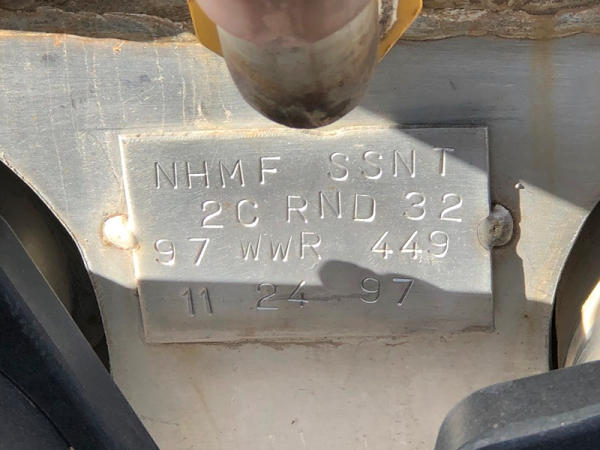 NHMF SSNT
2C RND 32
97 WWR 449
11 24 97